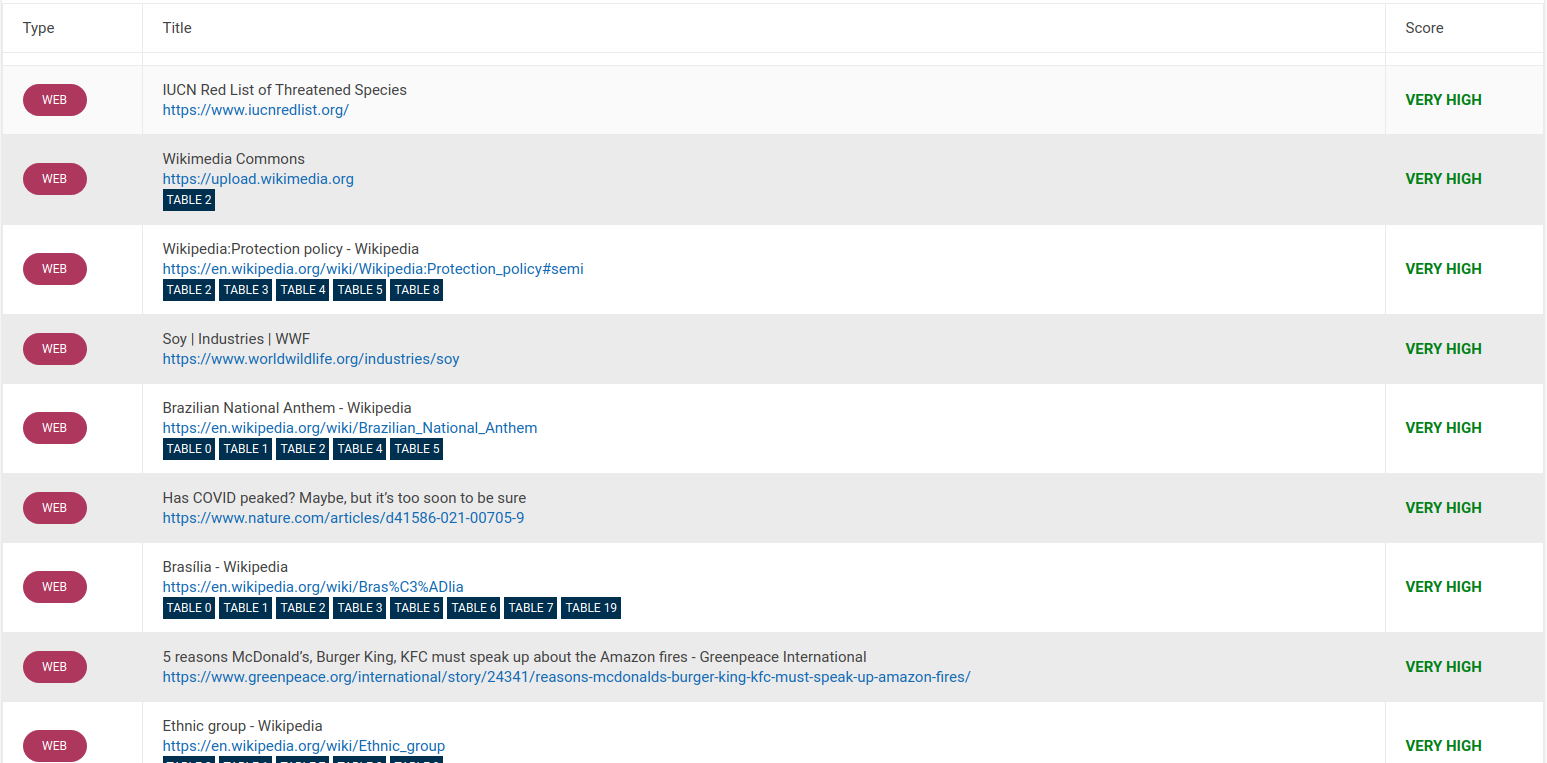 Type Title Score
WEB IUCN Red List of Threatened Species VERY HIGH
https://www.iucnredlist.org/
WEB Wikimedia Commons VERY HIGH
https://upload.wikimedia.org
TABLE 2
WEB Wikipedia:Protection policy - Wikipedia VERY HIGH
https://en.wikipedia.org/wiki/Wikipedia:Protection_policy#semi
TABLE 2 TABLE 3 TABLE 4 TABLE 5 TABLE 8
WEB Soy | Industries | WWF VERY HIGH
https://www.worldwildlife.org/industries/soy
WEB Brazilian National Anthem - Wikipedia VERY HIGH
https://en.wikipedia.org/wiki/Brazilian_National_Anthem
TABLE 0 TABLE 1 TABLE 2 TABLE 4 TABLE 5
WEB Has COVID peaked? Maybe, but it’s too soon to be sure VERY HIGH
https://www.nature.com/articles/d41586-021-00705-9
WEB Brasília - Wikipedia VERY HIGH
https://en.wikipedia.org/wiki/Bras%C3%ADlia
TABLE 0 TABLE 1 TABLE 2 TABLE 3 TABLE 5 TABLE 6 TABLE 7 TABLE 19
WEB 5 reasons McDonald’s, Burger King, KFC must speak up about the Amazon fires - Greenpeace International VERY HIGH
https://www.greenpeace.org/international/story/24341/reasons-mcdonalds-burger-king-kfc-must-speak-up-amazon-fires/
WEB Ethnic group - Wikipedia VERY HIGH
https://en.wikipedia.org/wiki/Ethnic_group